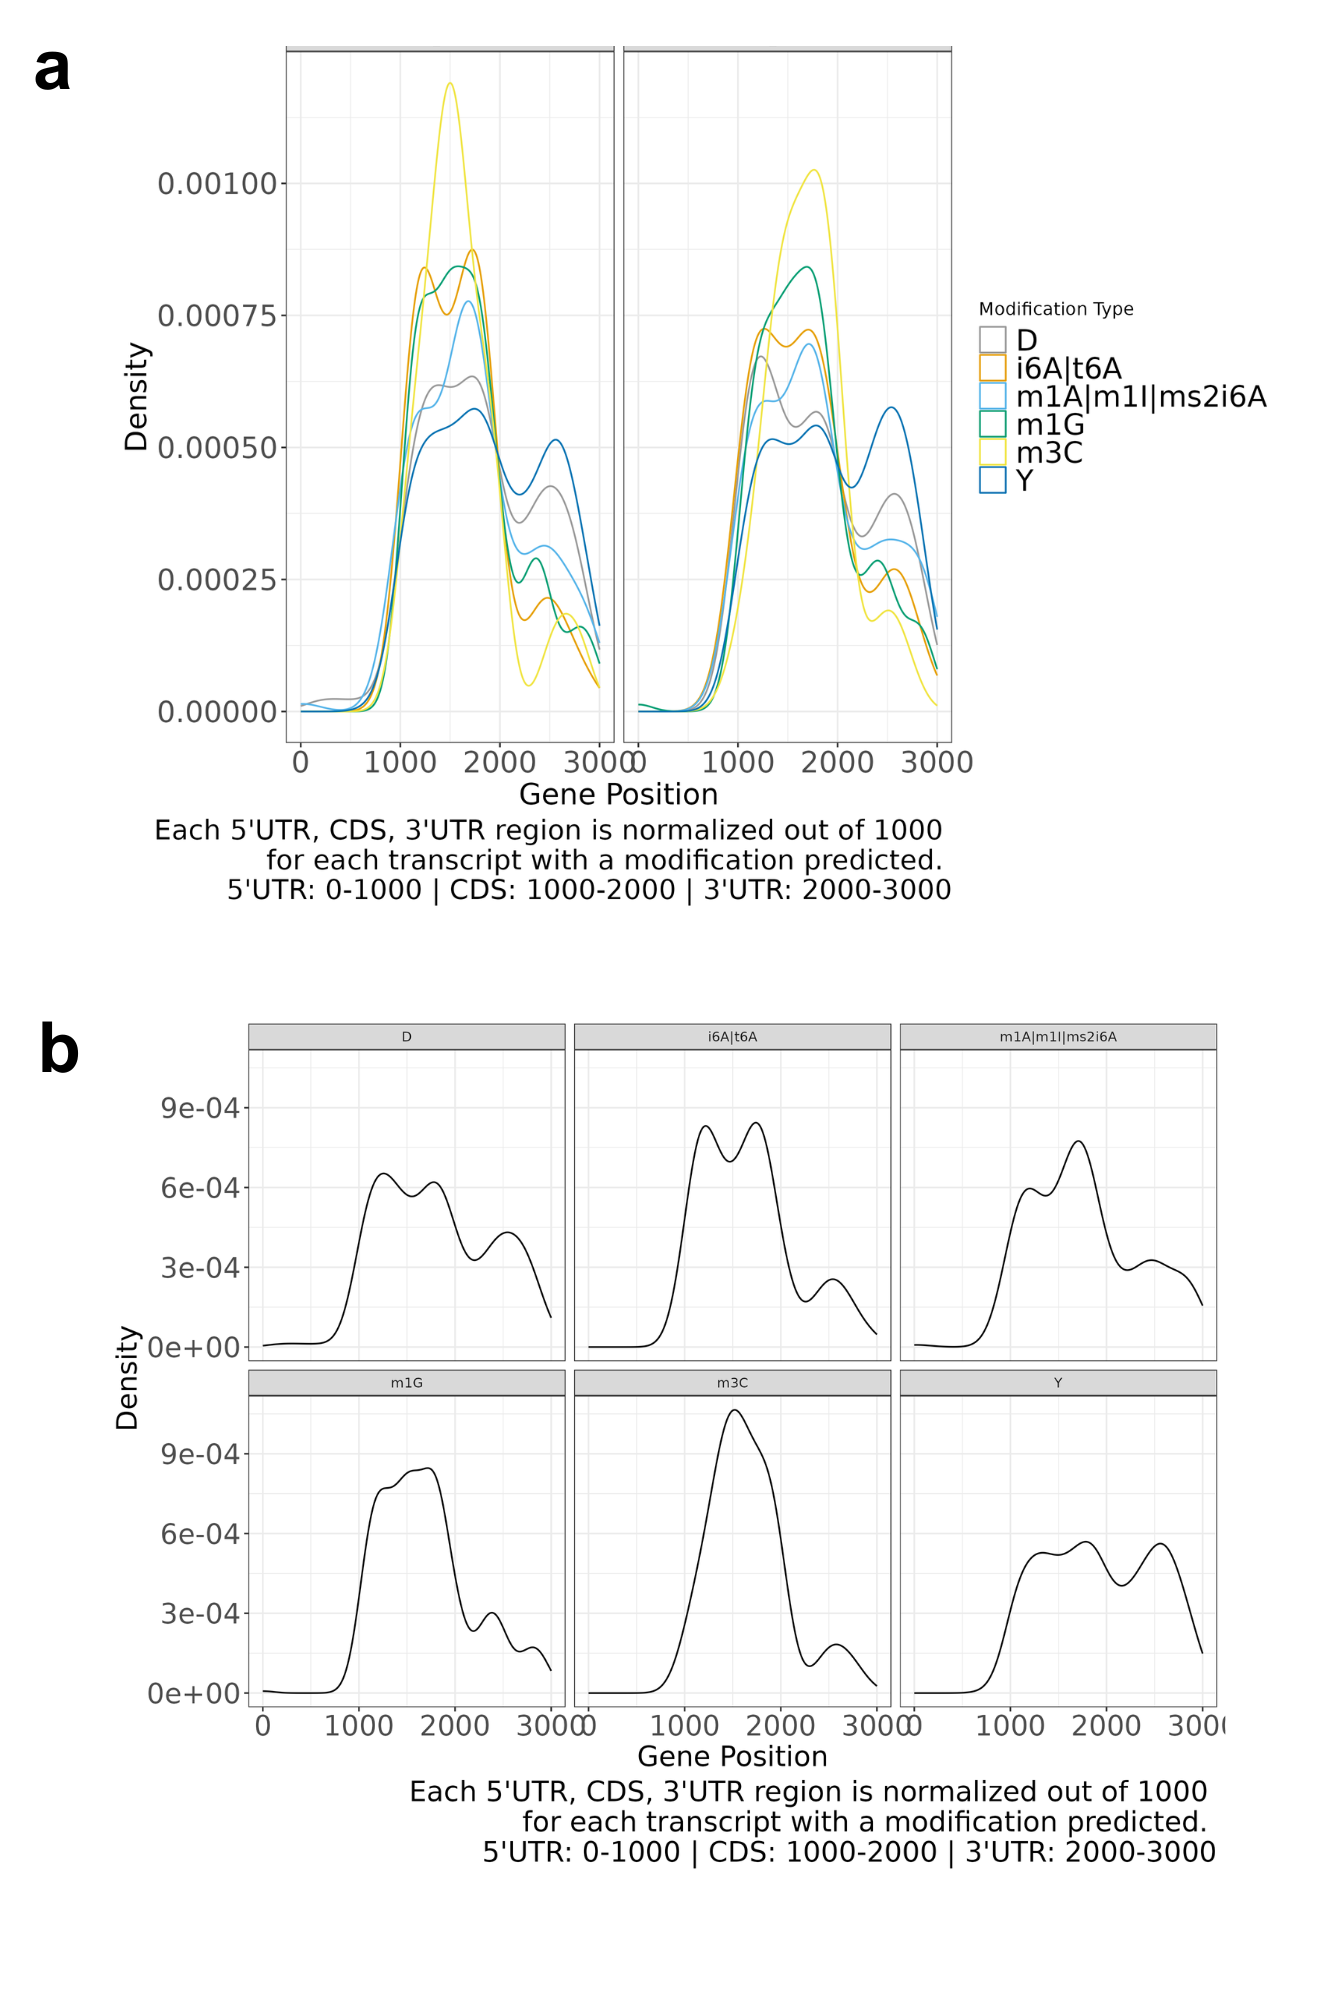 a
0.00100
0.00075
0.00050
0.00025
0.00000
Density
0 1000 2000 3000 0 1000 2000 3000
Gene Position
Each 5'UTR, CDS, 3'UTR region is normalized out of 1000
for each transcript with a modification predicted.
5'UTR: 0-1000 | CDS: 1000-2000 | 3'UTR: 2000-3000
Modification Type
D
i6A|t6A
m1A|m1I|ms2i6A
m1G
m3C
Y
b
D i6A|t6A m1A|m1I|ms2i6A
9e-04
6e-04
3e-04
0e+00
Density
m1G m3C Y
9e-04
6e-04
3e-04
0e+00
0 1000 2000 3000 0 1000 2000 3000 0 1000 2000 300
Gene Position
Each 5'UTR, CDS, 3'UTR region is normalized out of 1000
for each transcript with a modification predicted.
5'UTR: 0-1000 | CDS: 1000-2000 | 3'UTR: 2000-3000